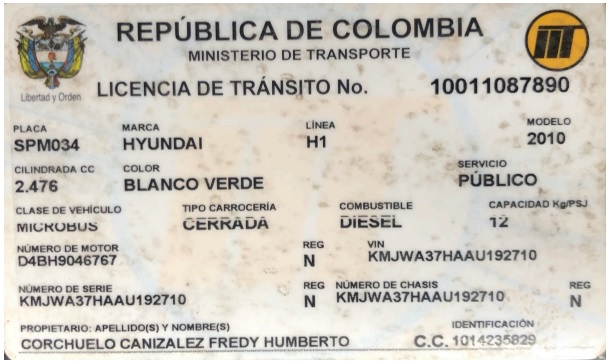 REPÚBLICA DE COLOMBIA
MINISTERIO DE TRANSPORTE
Libertad y Orden
LICENCIA DE TRÁNSITO No. 10011087890
PLACA MARCA LÍNEA MODELO
SPM034 HYUNDAI H1 2010
CILINDRADA CC COLOR SERVICIO
2.476 BLANCO VERDE PÚBLICO
CLASE DE VEHÍCULO TIPO CARROCERÍA COMBUSTIBLE CAPACIDAD Kg/PSJ
MICROBUS CERRADA DIESEL 12
NÚMERO DE MOTOR REG VIN
D4BH9046767 N KMJWA37HAAU192710
NÚMERO DE SERIE REG NÚMERO DE CHASIS REG
KMJWA37HAAU192710 N KMJWA37HAAU192710 N
PROPIETARIO: APELLIDO(S) Y NOMBRE(S) IDENTIFICACIÓN
CORCHUELO CANIZALEZ FREDY HUMBERTO C.C. 1014235829